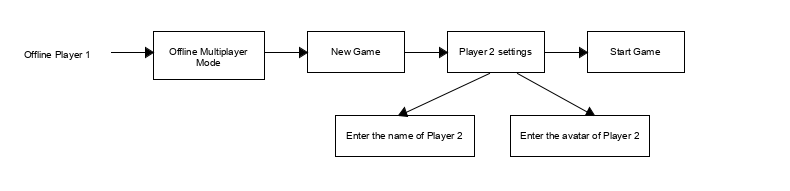 Offline Player 1
Offline Multiplayer
Mode
New Game
Player 2 settings
Start Game
Enter the name of Player 2
Enter the avatar of Player 2